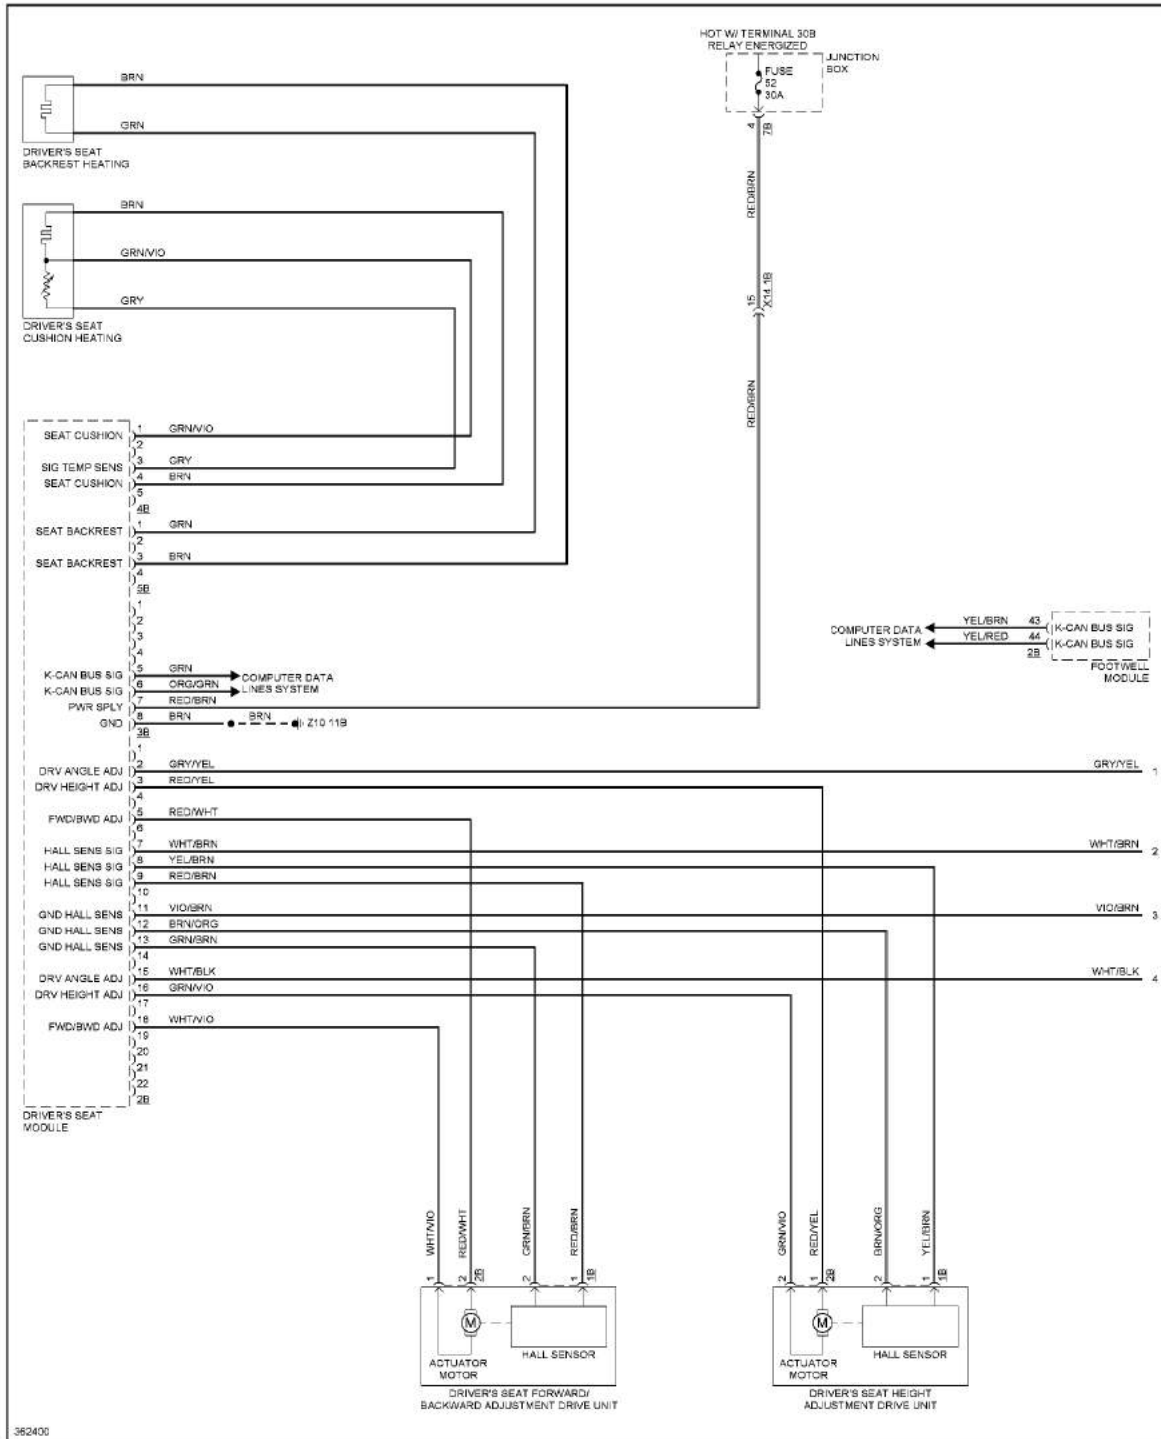 HOT W/ TERMINAL 30B
RELAY ENERGIZED
JUNCTION
BOX
FUSE
52
30A
4
7B
RED/BRN
15
X14 1B
RED/BRN
BRN
GRN
DRIVER'S SEAT
BACKREST HEATING
BRN
GRN/VIO
GRY
DRIVER'S SEAT
CUSHION HEATING
SEAT CUSHION 1 GRN/VIO
2
SIG TEMP SENS 3 GRY
SEAT CUSHION 4 BRN
5
4B
SEAT BACKREST 1 GRN
2
SEAT BACKREST 3 BRN
4
5B
1
2
3
4
K-CAN BUS SIG 5 GRN COMPUTER DATA
K-CAN BUS SIG 6 ORG/GRN LINES SYSTEM
PWR SPLY 7 RED/BRN
GND 8 BRN BRN Z10 11B
3B
COMPUTER DATA YEL/BRN 43 K-CAN BUS SIG
LINES SYSTEM YEL/RED 44 K-CAN BUS SIG
2B
FOOTWELL
MODULE
1
DRV ANGLE ADJ 2 GRY/YEL GRY/YEL 1
DRV HEIGHT ADJ 3 RED/YEL
4
FWD/BWD ADJ 5 RED/WHT
6
HALL SENS SIG 7 WHT/BRN WHT/BRN 2
HALL SENS SIG 8 YEL/BRN
HALL SENS SIG 9 RED/BRN
10
GND HALL SENS 11 VIO/BRN VIO/BRN 3
GND HALL SENS 12 BRN/ORG
GND HALL SENS 13 GRN/BRN
14
DRV ANGLE ADJ 15 WHT/BLK WHT/BLK 4
DRV HEIGHT ADJ 16 GRN/VIO
17
FWD/BWD ADJ 18 WHT/VIO
19
20
21
22
2B
DRIVER'S SEAT
MODULE
WHT/VIO RED/WHT GRN/BRN RED/BRN GRN/VIO RED/YEL BRN/ORG YEL/BRN
1 2 2B 2 1 1B 2 1 2B 2 1 1B
M M
HALL SENSOR HALL SENSOR
ACTUATOR
MOTOR
ACTUATOR
MOTOR
DRIVER'S SEAT FORWARD/
BACKWARD ADJUSTMENT DRIVE UNIT
DRIVER'S SEAT HEIGHT
ADJUSTMENT DRIVE UNIT
362400